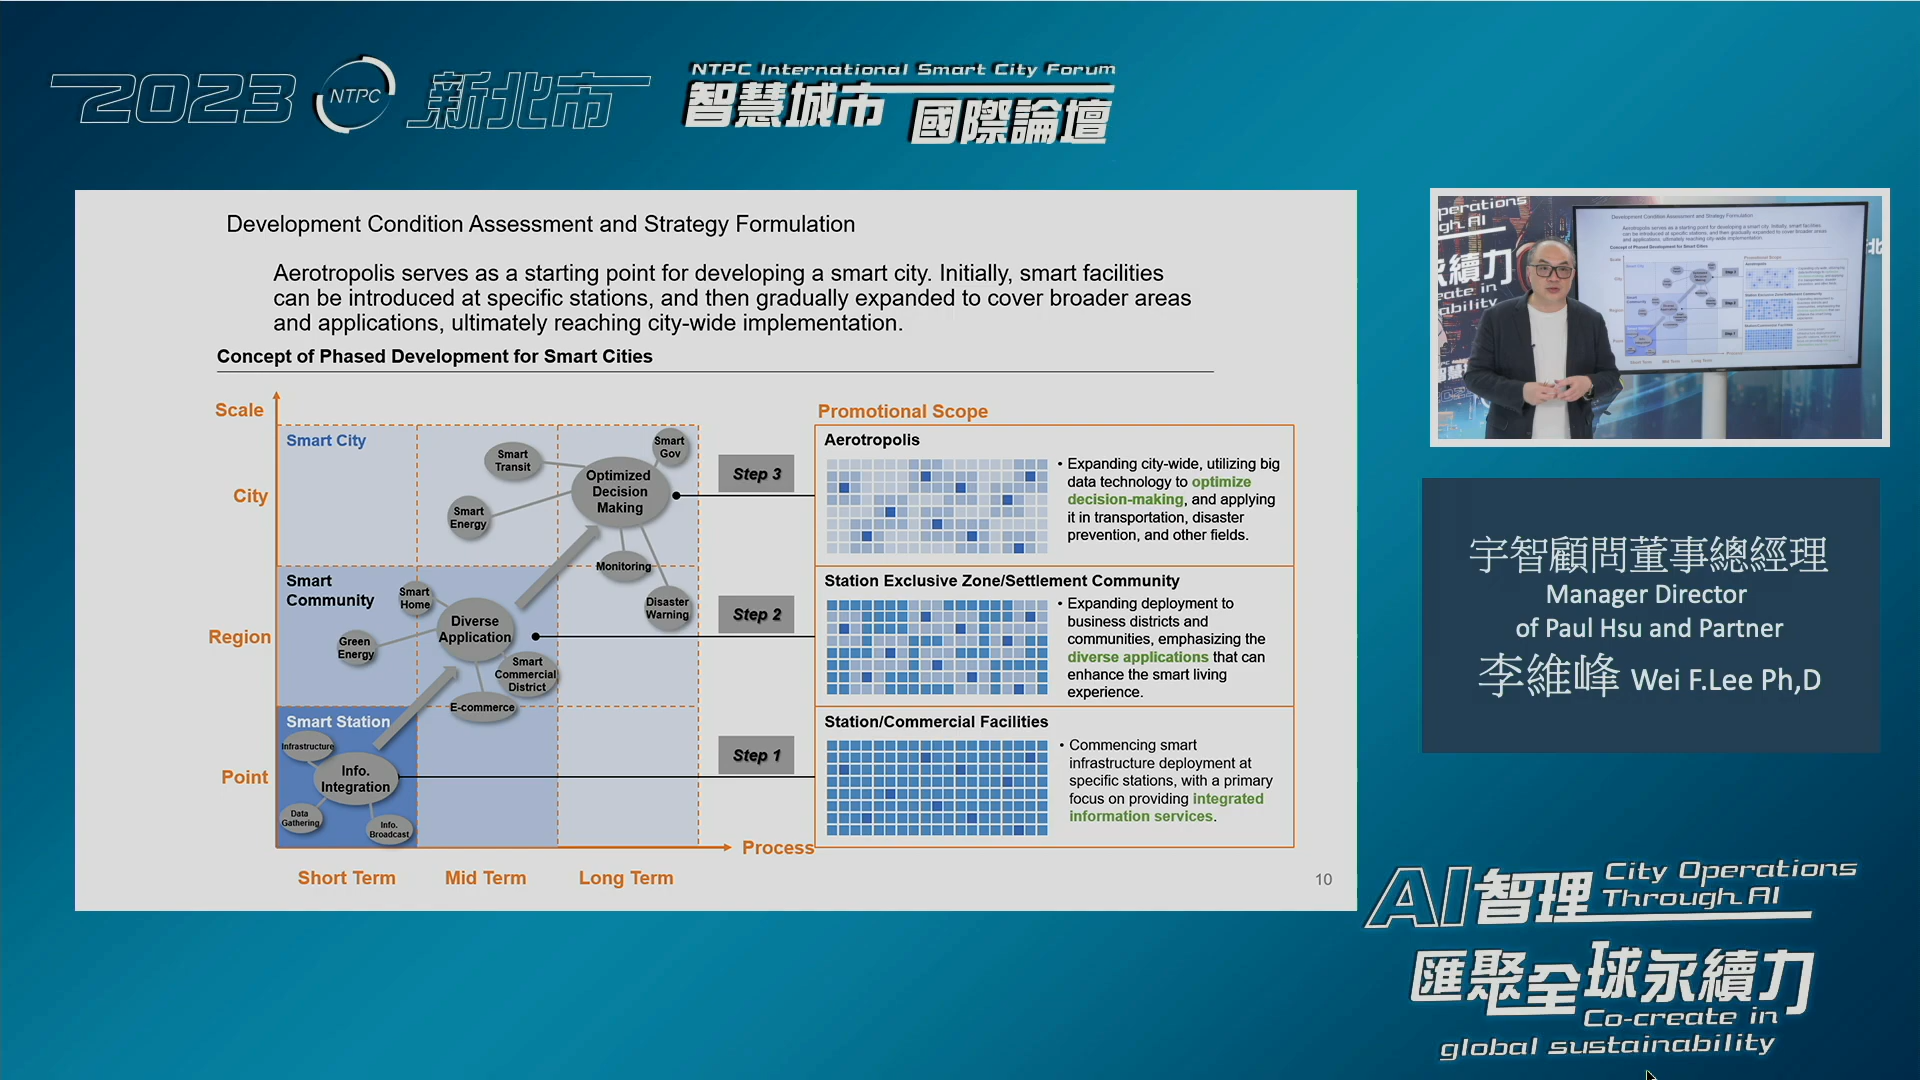 2023 NTPC 新北市
NTPC International Smart City Forum
智慧城市 國際論壇
Development Condition Assessment and Strategy Formulation
Aerotropolis serves as a starting point for developing a smart city. Initially, smart facilities
can be introduced at specific stations, and then gradually expanded to cover broader areas
and applications, ultimately reaching city-wide implementation.
Concept of Phased Development for Smart Cities
Scale
City
Region
Point
Smart City
Smart
Transit
Smart
Gov
Smart
Energy
Optimized
Decision
Making
Monitoring
Disaster
Warning
Smart
Community
Smart
Home
Green
Energy
Diverse
Application
Smart
Commercial
District
E-commerce
Smart Station
Infrastructure
Info.
Integration
Data
Gathering
Info.
Broadcast
Process
Short Term
Mid Term
Long Term
Step 3
Step 2
Step 1
Promotional Scope
Aerotropolis
• Expanding city-wide, utilizing big
data technology to optimize
decision-making, and applying
it in transportation, disaster
prevention, and other fields.
Station Exclusive Zone/Settlement Community
• Expanding deployment to
business districts and
communities, emphasizing the
diverse applications that can
enhance the smart living
experience.
Station/Commercial Facilities
• Commencing smart
infrastructure deployment at
specific stations, with a primary
focus on providing integrated
information services.
10
宇智顧問董事總經理
Manager Director
of Paul Hsu and Partner
李維峰 Wei F.Lee Ph,D
AI智理 City Operations
Through AI
匯聚全球永續力
Co-create in
global sustainability